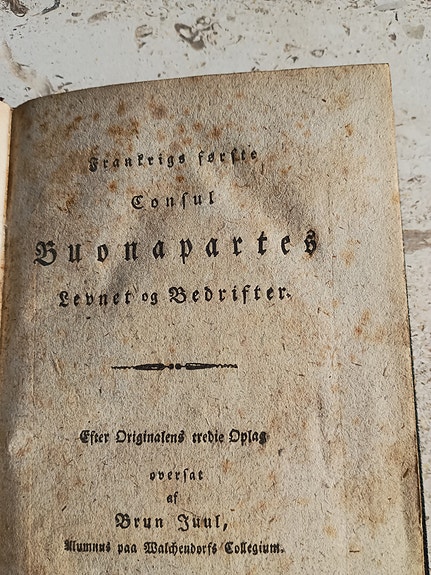 Frankrigs første
Consul
Buonapartes
Levnet og Bedrifter.
Efter Originalens tredie Oplag
oversat
af
Brun Juul,
Alumnus paa Walchendorfs Collegium.